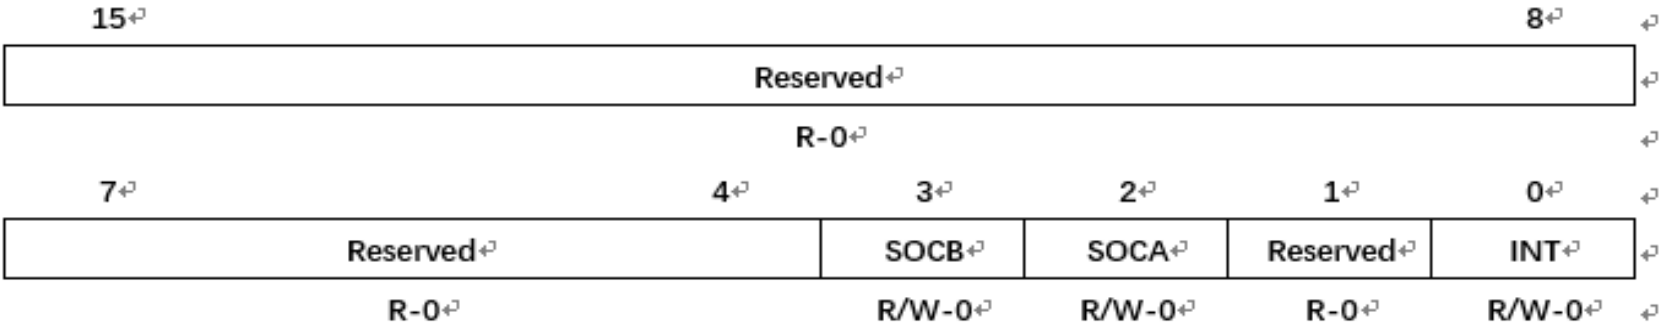 15 8
Reserved
R-0
7 4 3 2 1 0
Reserved SOCB SOCA Reserved INT
R-0 R/W-0 R/W-0 R-0 R/W-0